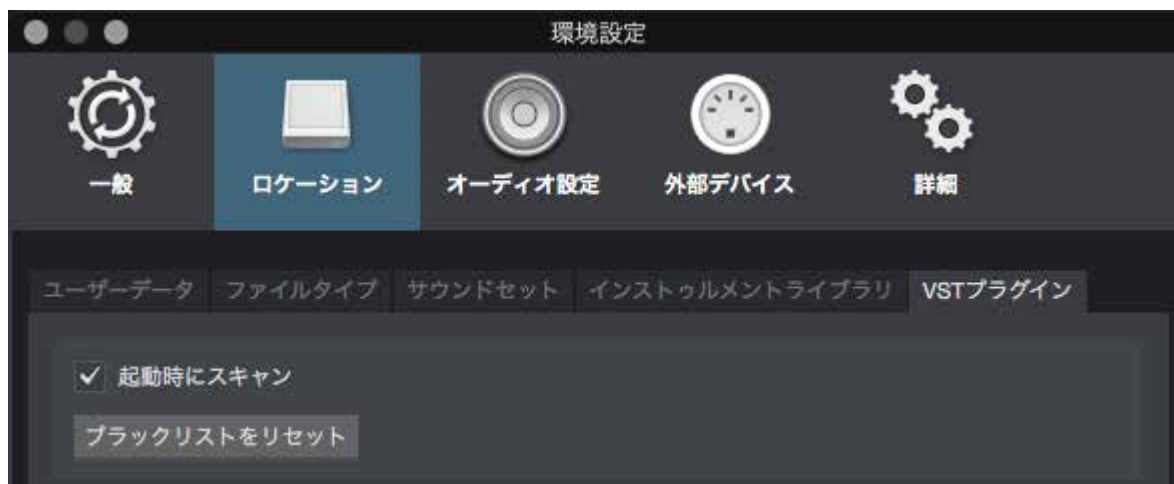 環境設定
一般 ロケーション オーディオ設定 外部デバイス 詳細
ユーザーデータ ファイルタイプ サウンドセット インストゥルメントライブラリ VSTプラグイン
起動時にスキャン
ブラックリストをリセット